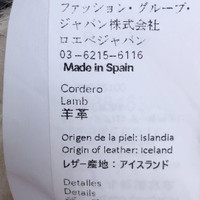 ファッション・グループ・
ジャパン株式会社
ロエベジャパン
03-6215-6116
Made in Spain
Cordero
Lamb
羊革
Origen de la piel: Islandia
Origin of leather: Iceland
レザー産地：アイスランド
Detalles
Details